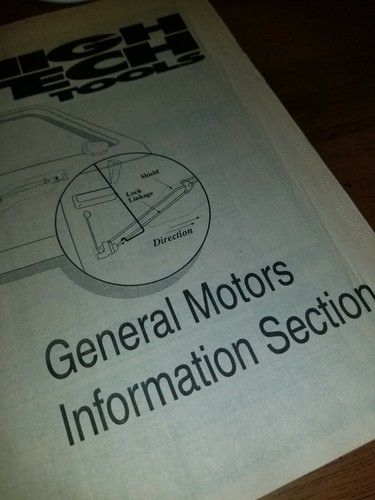 HIGH
TECH
TOOLS
Shield
Lock
Linkage
Direction
General Motors
Information Section